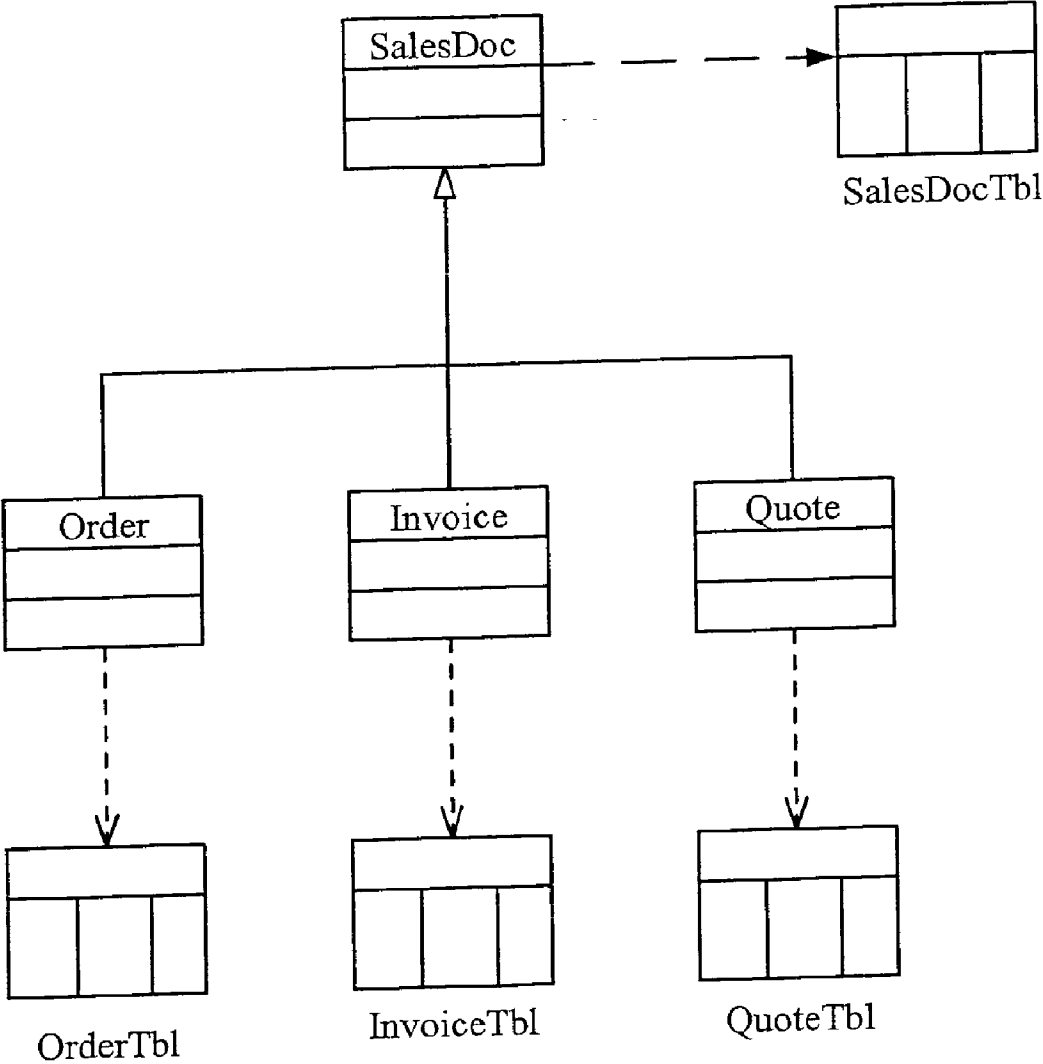 SalesDoc
SalesDocTbl
Order
Invoice
Quote
OrderTbl
InvoiceTbl
QuoteTbl